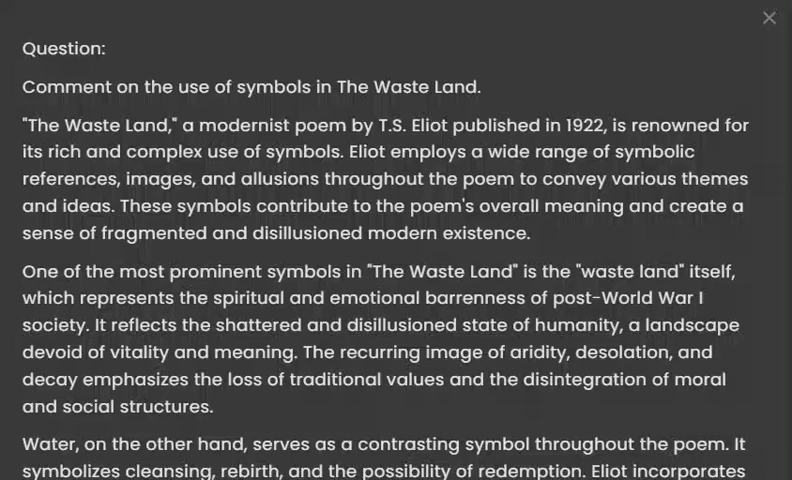 Question:
Comment on the use of symbols in The Waste Land.
"The Waste Land," a modernist poem by T.S. Eliot published in 1922, is renowned for
its rich and complex use of symbols. Eliot employs a wide range of symbolic
references, images, and allusions throughout the poem to convey various themes
and ideas. These symbols contribute to the poem's overall meaning and create a
sense of fragmented and disillusioned modern existence.
One of the most prominent symbols in "The Waste Land" is the "waste land" itself,
which represents the spiritual and emotional barrenness of post-World War I
society. It reflects the shattered and disillusioned state of humanity, a landscape
devoid of vitality and meaning. The recurring image of aridity, desolation, and
decay emphasizes the loss of traditional values and the disintegration of moral
and social structures.
Water, on the other hand, serves as a contrasting symbol throughout the poem. It
symbolizes cleansing, rebirth, and the possibility of redemption. Eliot incorporates